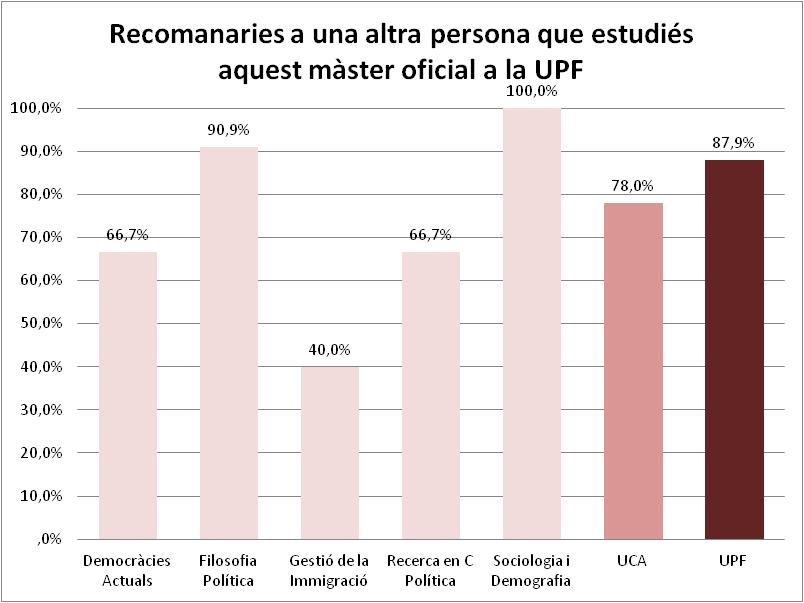 Recomanaries a una altra persona que estudiés
aquest màster oficial a la UPF
100,0%
90,0%
80,0%
70,0%
60,0%
50,0%
40,0%
30,0%
20,0%
10,0%
,0%
66,7%
90,9%
40,0%
66,7%
100,0%
78,0%
87,9%
Democràcies
Actuals
Filosofia
Política
Gestió de la
Immigració
Recerca en C
Política
Sociologia i
Demografia
UCA
UPF